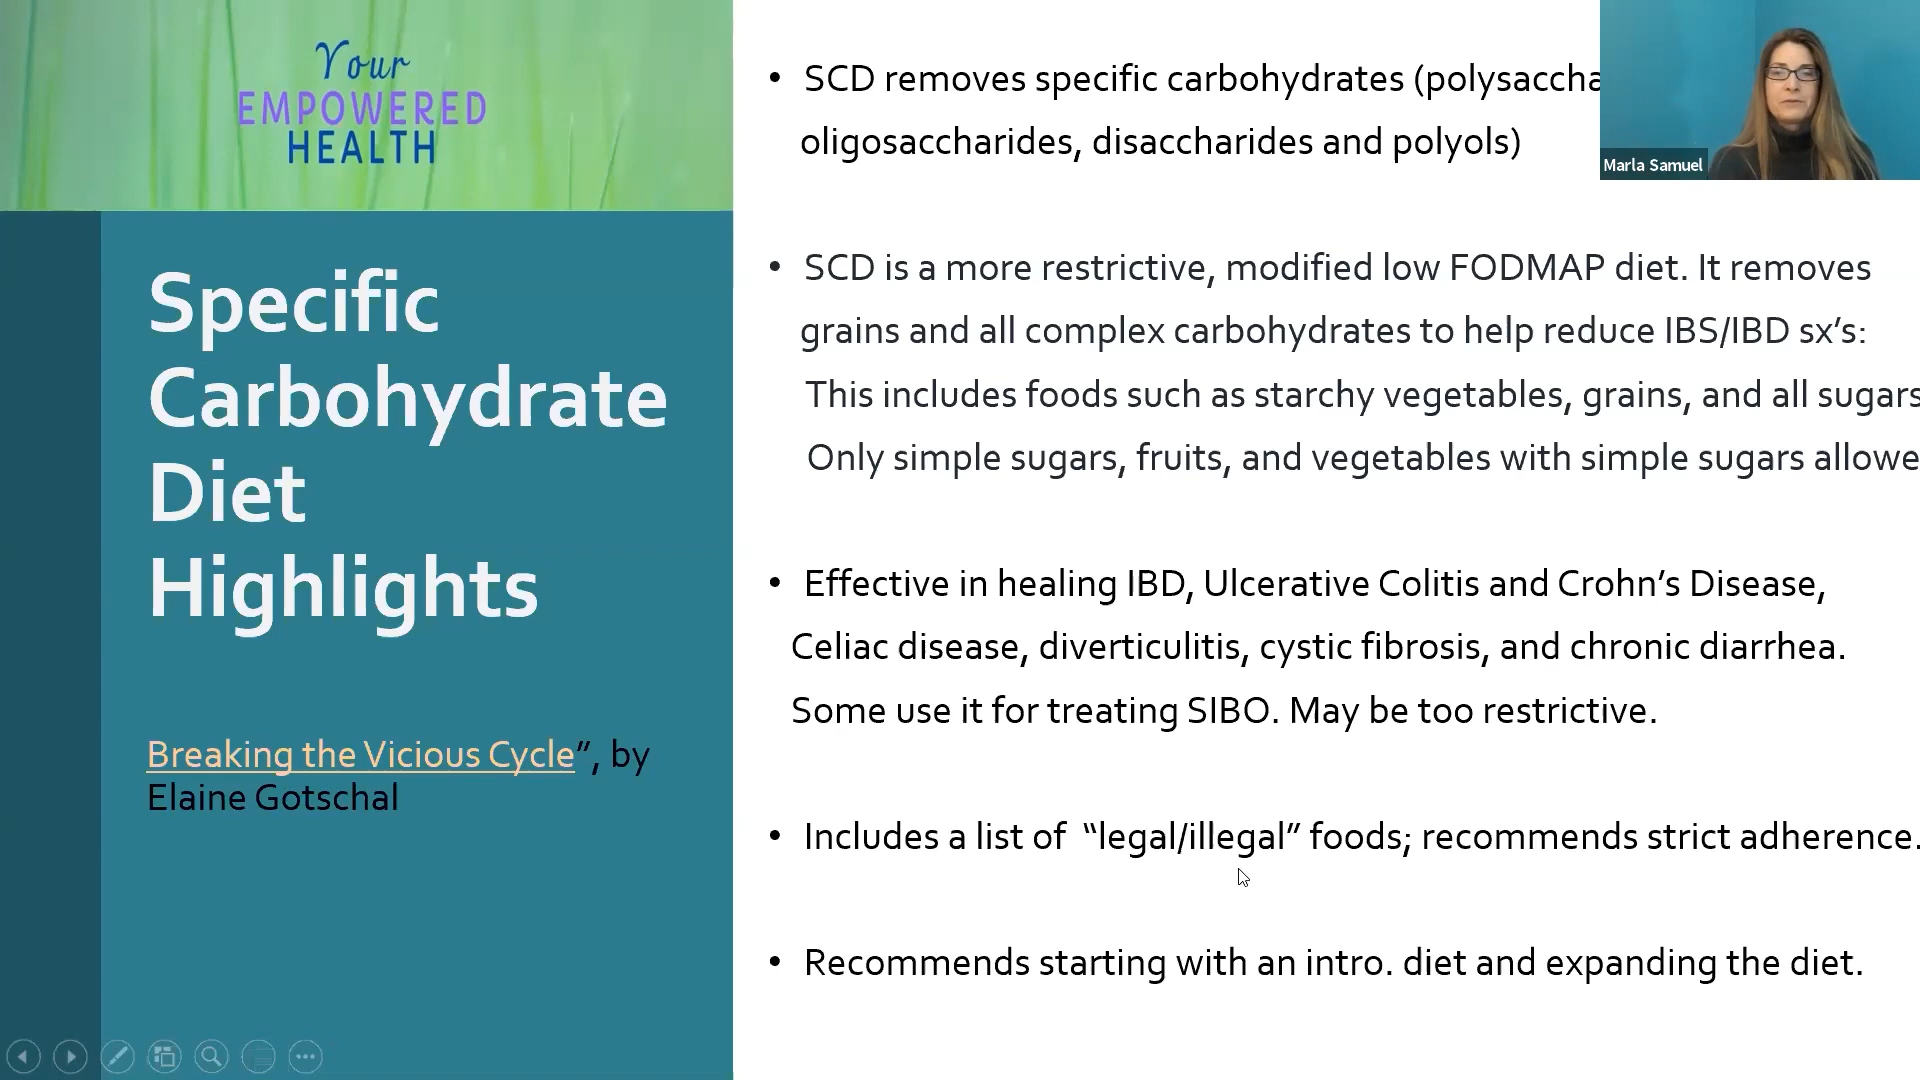 Your
EMPOWERED
HEALTH
Specific
Carbohydrate
Diet
Highlights
Breaking the Vicious Cycle”, by
Elaine Gotschal
• SCD removes specific carbohydrates (polysaccha
oligosaccharides, disaccharides and polyols)
• SCD is a more restrictive, modified low FODMAP diet. It removes
grains and all complex carbohydrates to help reduce IBS/IBD sx’s:
This includes foods such as starchy vegetables, grains, and all sugars
Only simple sugars, fruits, and vegetables with simple sugars allowe
• Effective in healing IBD, Ulcerative Colitis and Crohn’s Disease,
Celiac disease, diverticulitis, cystic fibrosis, and chronic diarrhea.
Some use it for treating SIBO. May be too restrictive.
• Includes a list of “legal/illegal” foods; recommends strict adherence.
• Recommends starting with an intro. diet and expanding the diet.
Marla Samuel